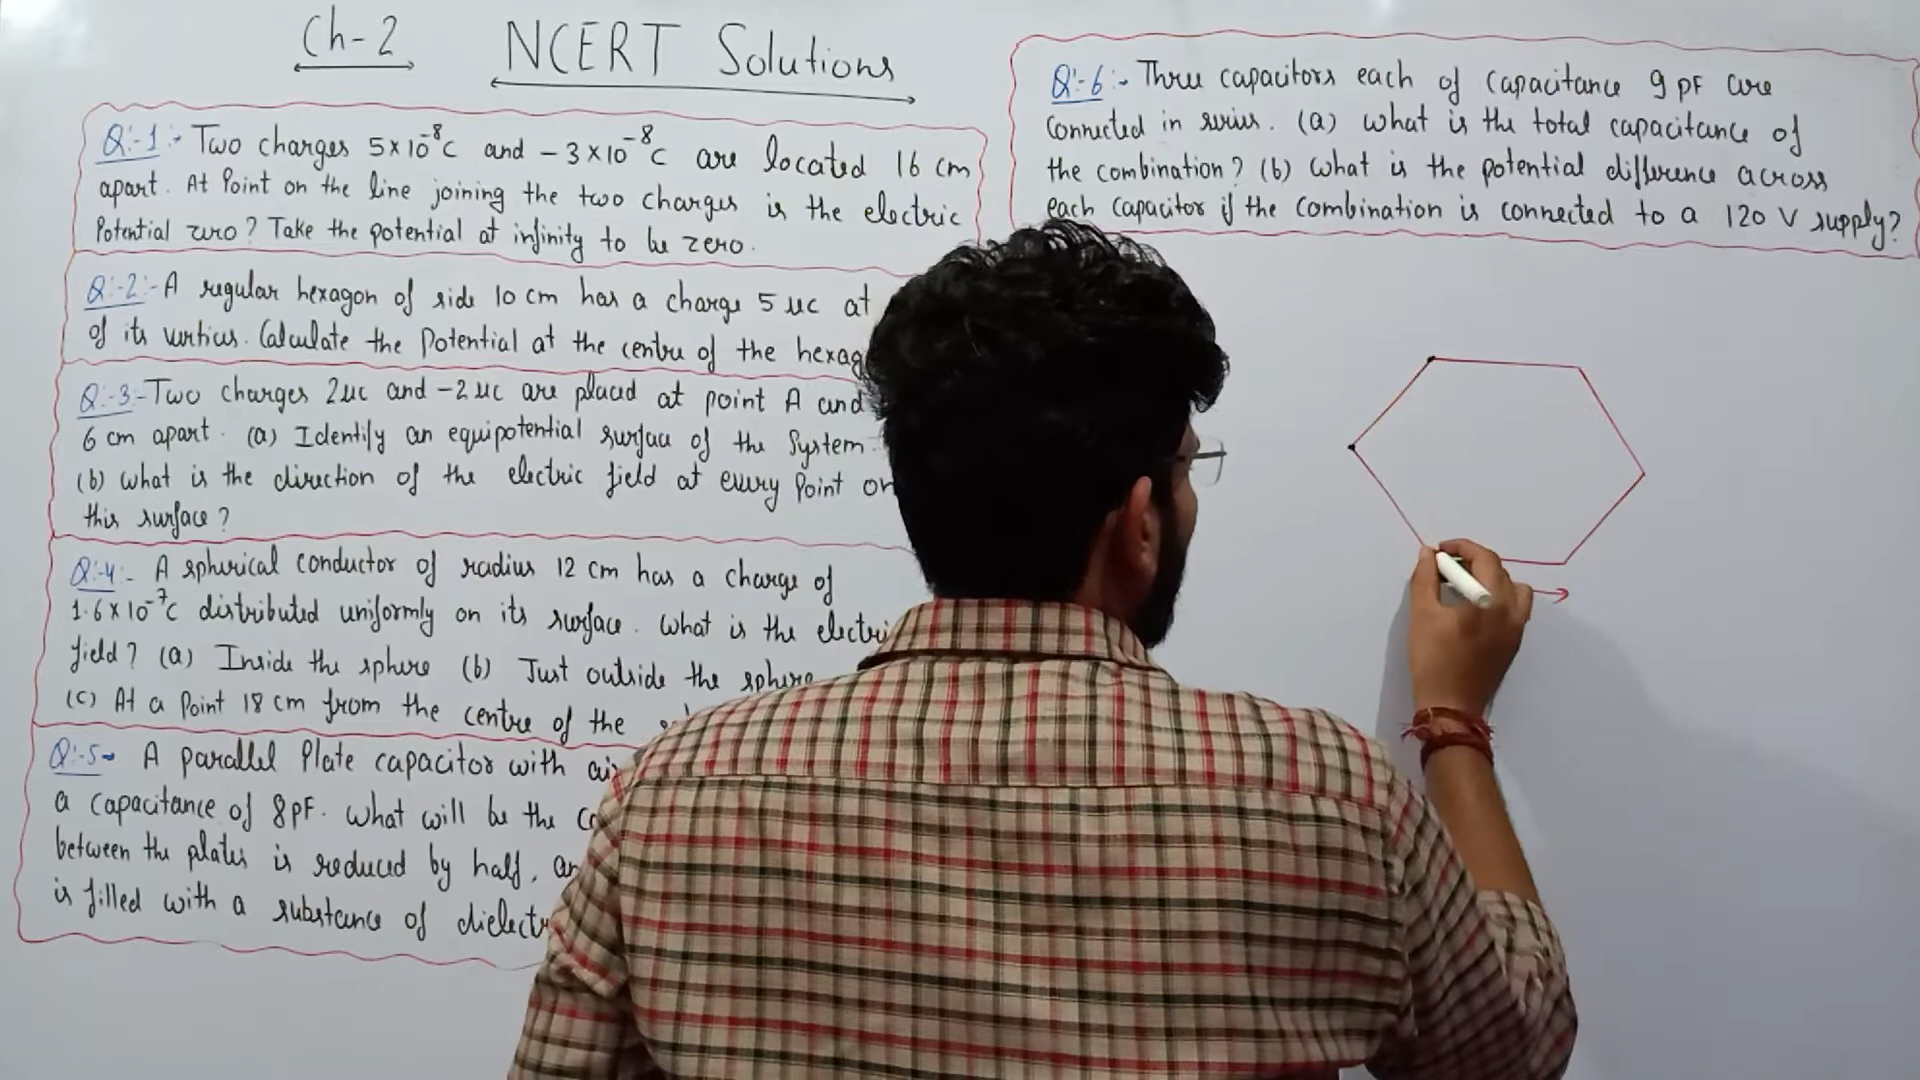 Ch-2 NCERT Solutions
Q:-1:- Two charges 5×10⁻⁸C and -3×10⁻⁸C are located 16 cm
apart. At Point on the line joining the two charges is the electric
Potential zero? Take the potential at infinity to be zero.
Q:-2:- A regular hexagon of side 10 cm has a charge 5 uc at
of its vertices. Calculate the Potential at the centre of the hexag
Q:-3:- Two charges 2uc and -2uc are placed at point A and
6 cm apart. (a) Identify an equipotential surface of the System.
(b) what is the direction of the electric field at every Point on
this surface?
Q:-4:- A spherical conductor of radius 12 cm has a charge of
1.6×10⁻⁷C distributed uniformly on its surface. What is the electri
field? (a) Inside the sphere (b) Just outside the sphere
(c) At a Point 18 cm from the centre of the
Q:-5- A parallel Plate capacitor with air
a capacitance of 8pF. what will be the
between the plates is reduced by half, an
is filled with a substance of dielect
Q:-6:- Three capacitors each of capacitance 9 pF are
Connected in series. (a) what is the total capacitance of
the combination? (b) What is the potential difference across
each capacitor if the combination is connected to a 120 V supply?